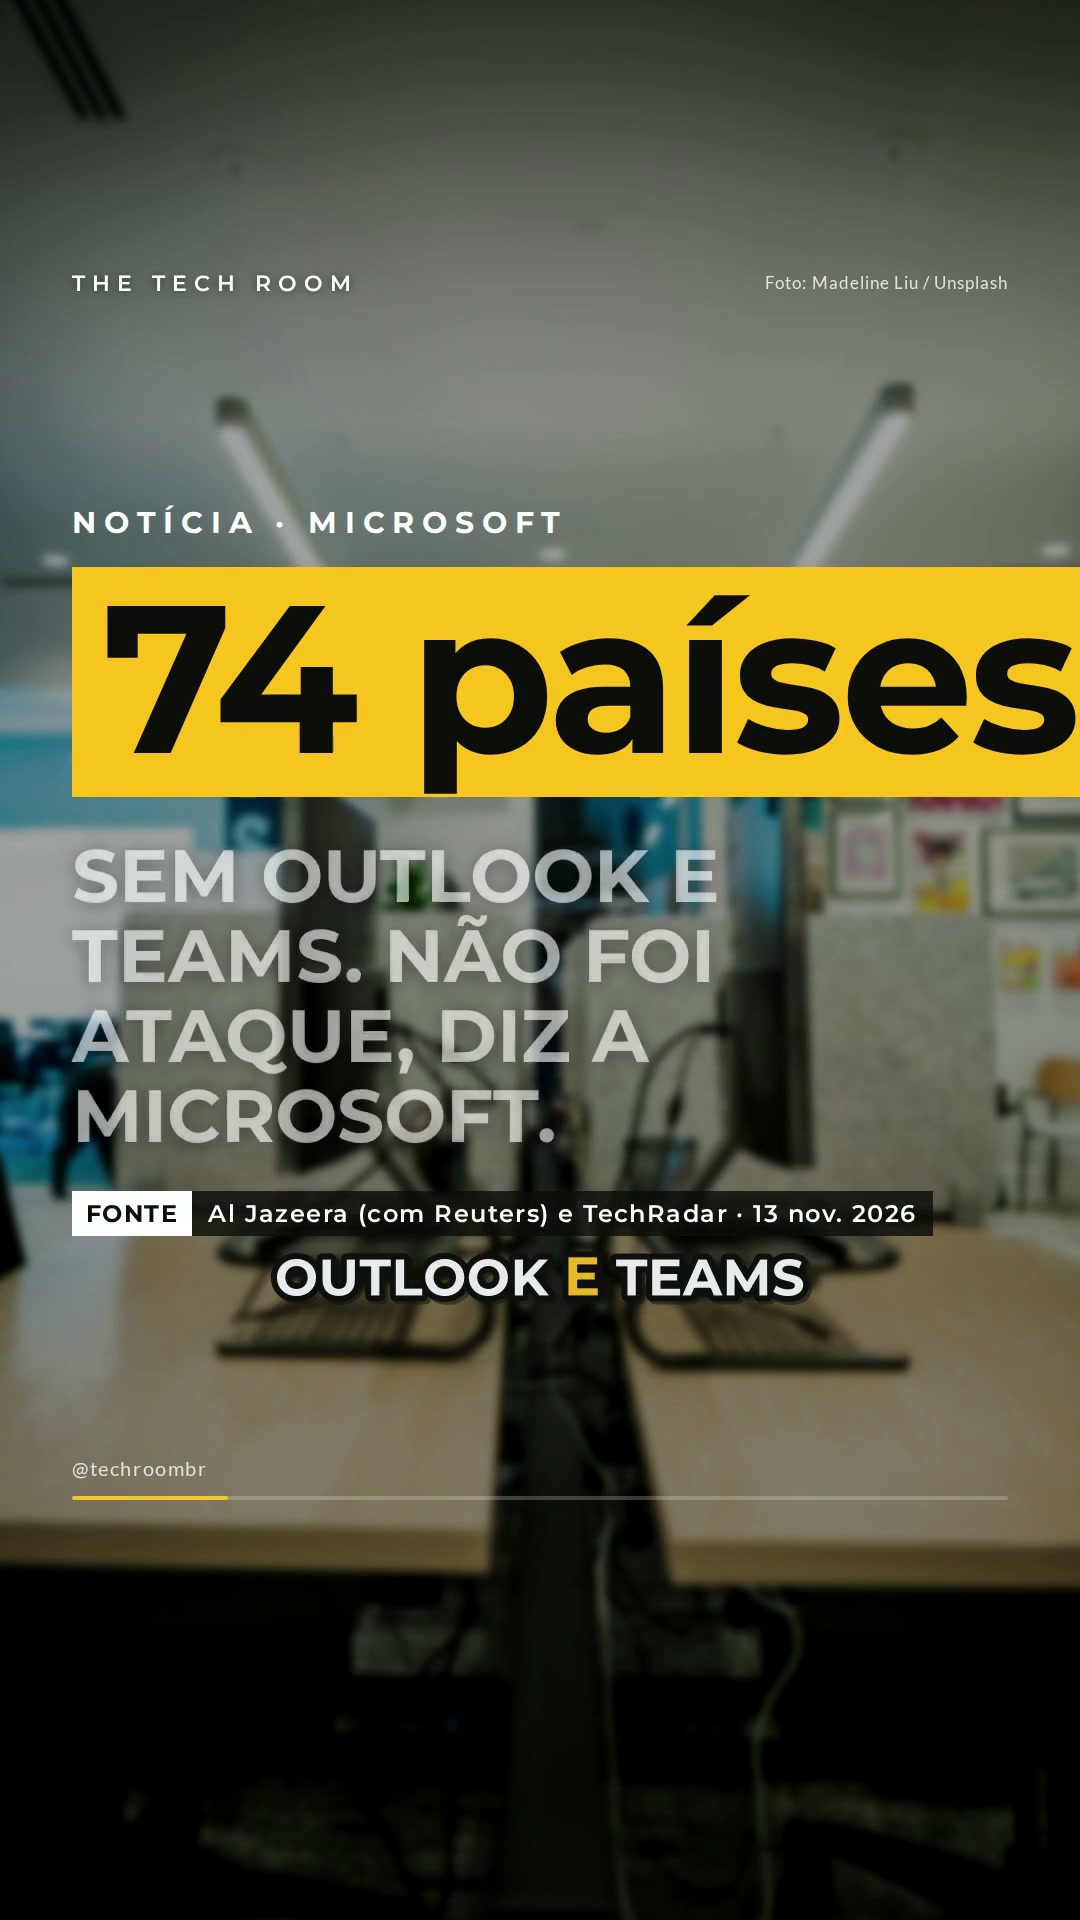 THE TECH ROOM
Foto: Madeline Liu / Unsplash
NOTÍCIA · MICROSOFT
74 países
SEM OUTLOOK E
TEAMS. NÃO FOI
ATAQUE, DIZ A
MICROSOFT.
FONTE Al Jazeera (com Reuters) e TechRadar · 13 nov. 2026
OUTLOOK E TEAMS
@techroombr